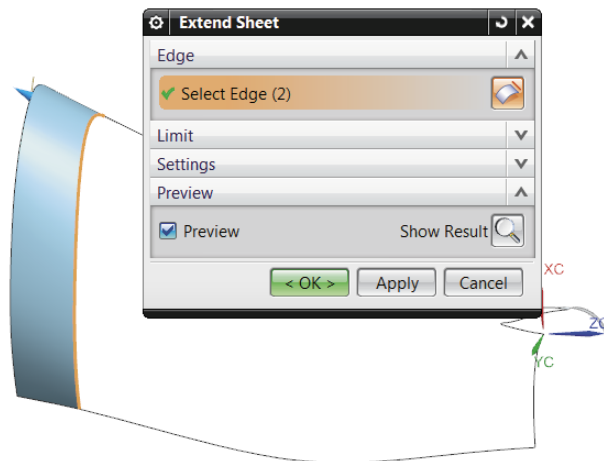 Extend Sheet
Edge
Select Edge (2)
Limit
Settings
Preview
Preview Show Result
< OK > Apply Cancel
XC
ZC
YC